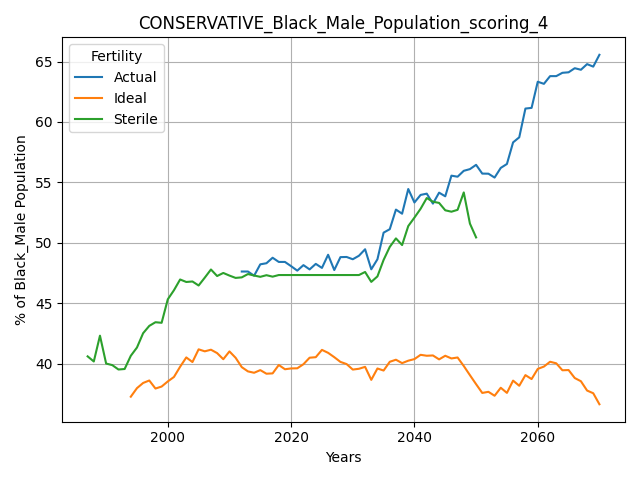 CONSERVATIVE_Black_Male_Population_scoring_4
Fertility
Actual
Ideal
Sterile
% of Black_Male Population
65
60
55
50
45
40
2000
2020
2040
2060
Years